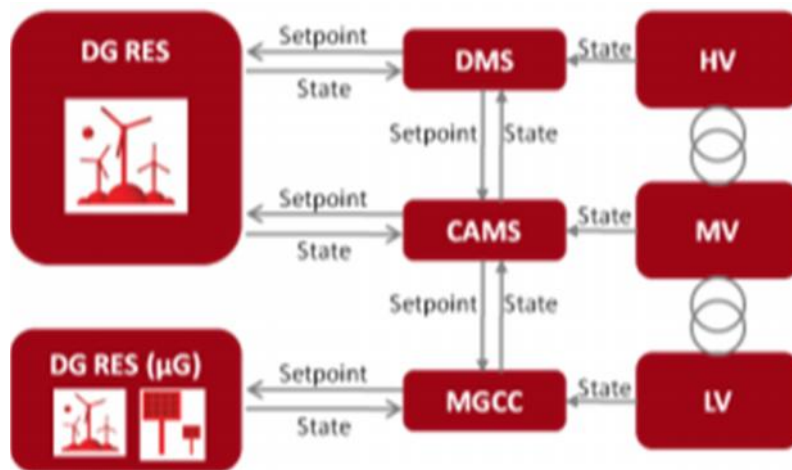 DG RES
Setpoint
State
DMS
State
HV
Setpoint
State
Setpoint
State
CAMS
State
MV
Setpoint
State
DG RES (μG)
Setpoint
State
MGCC
State
LV